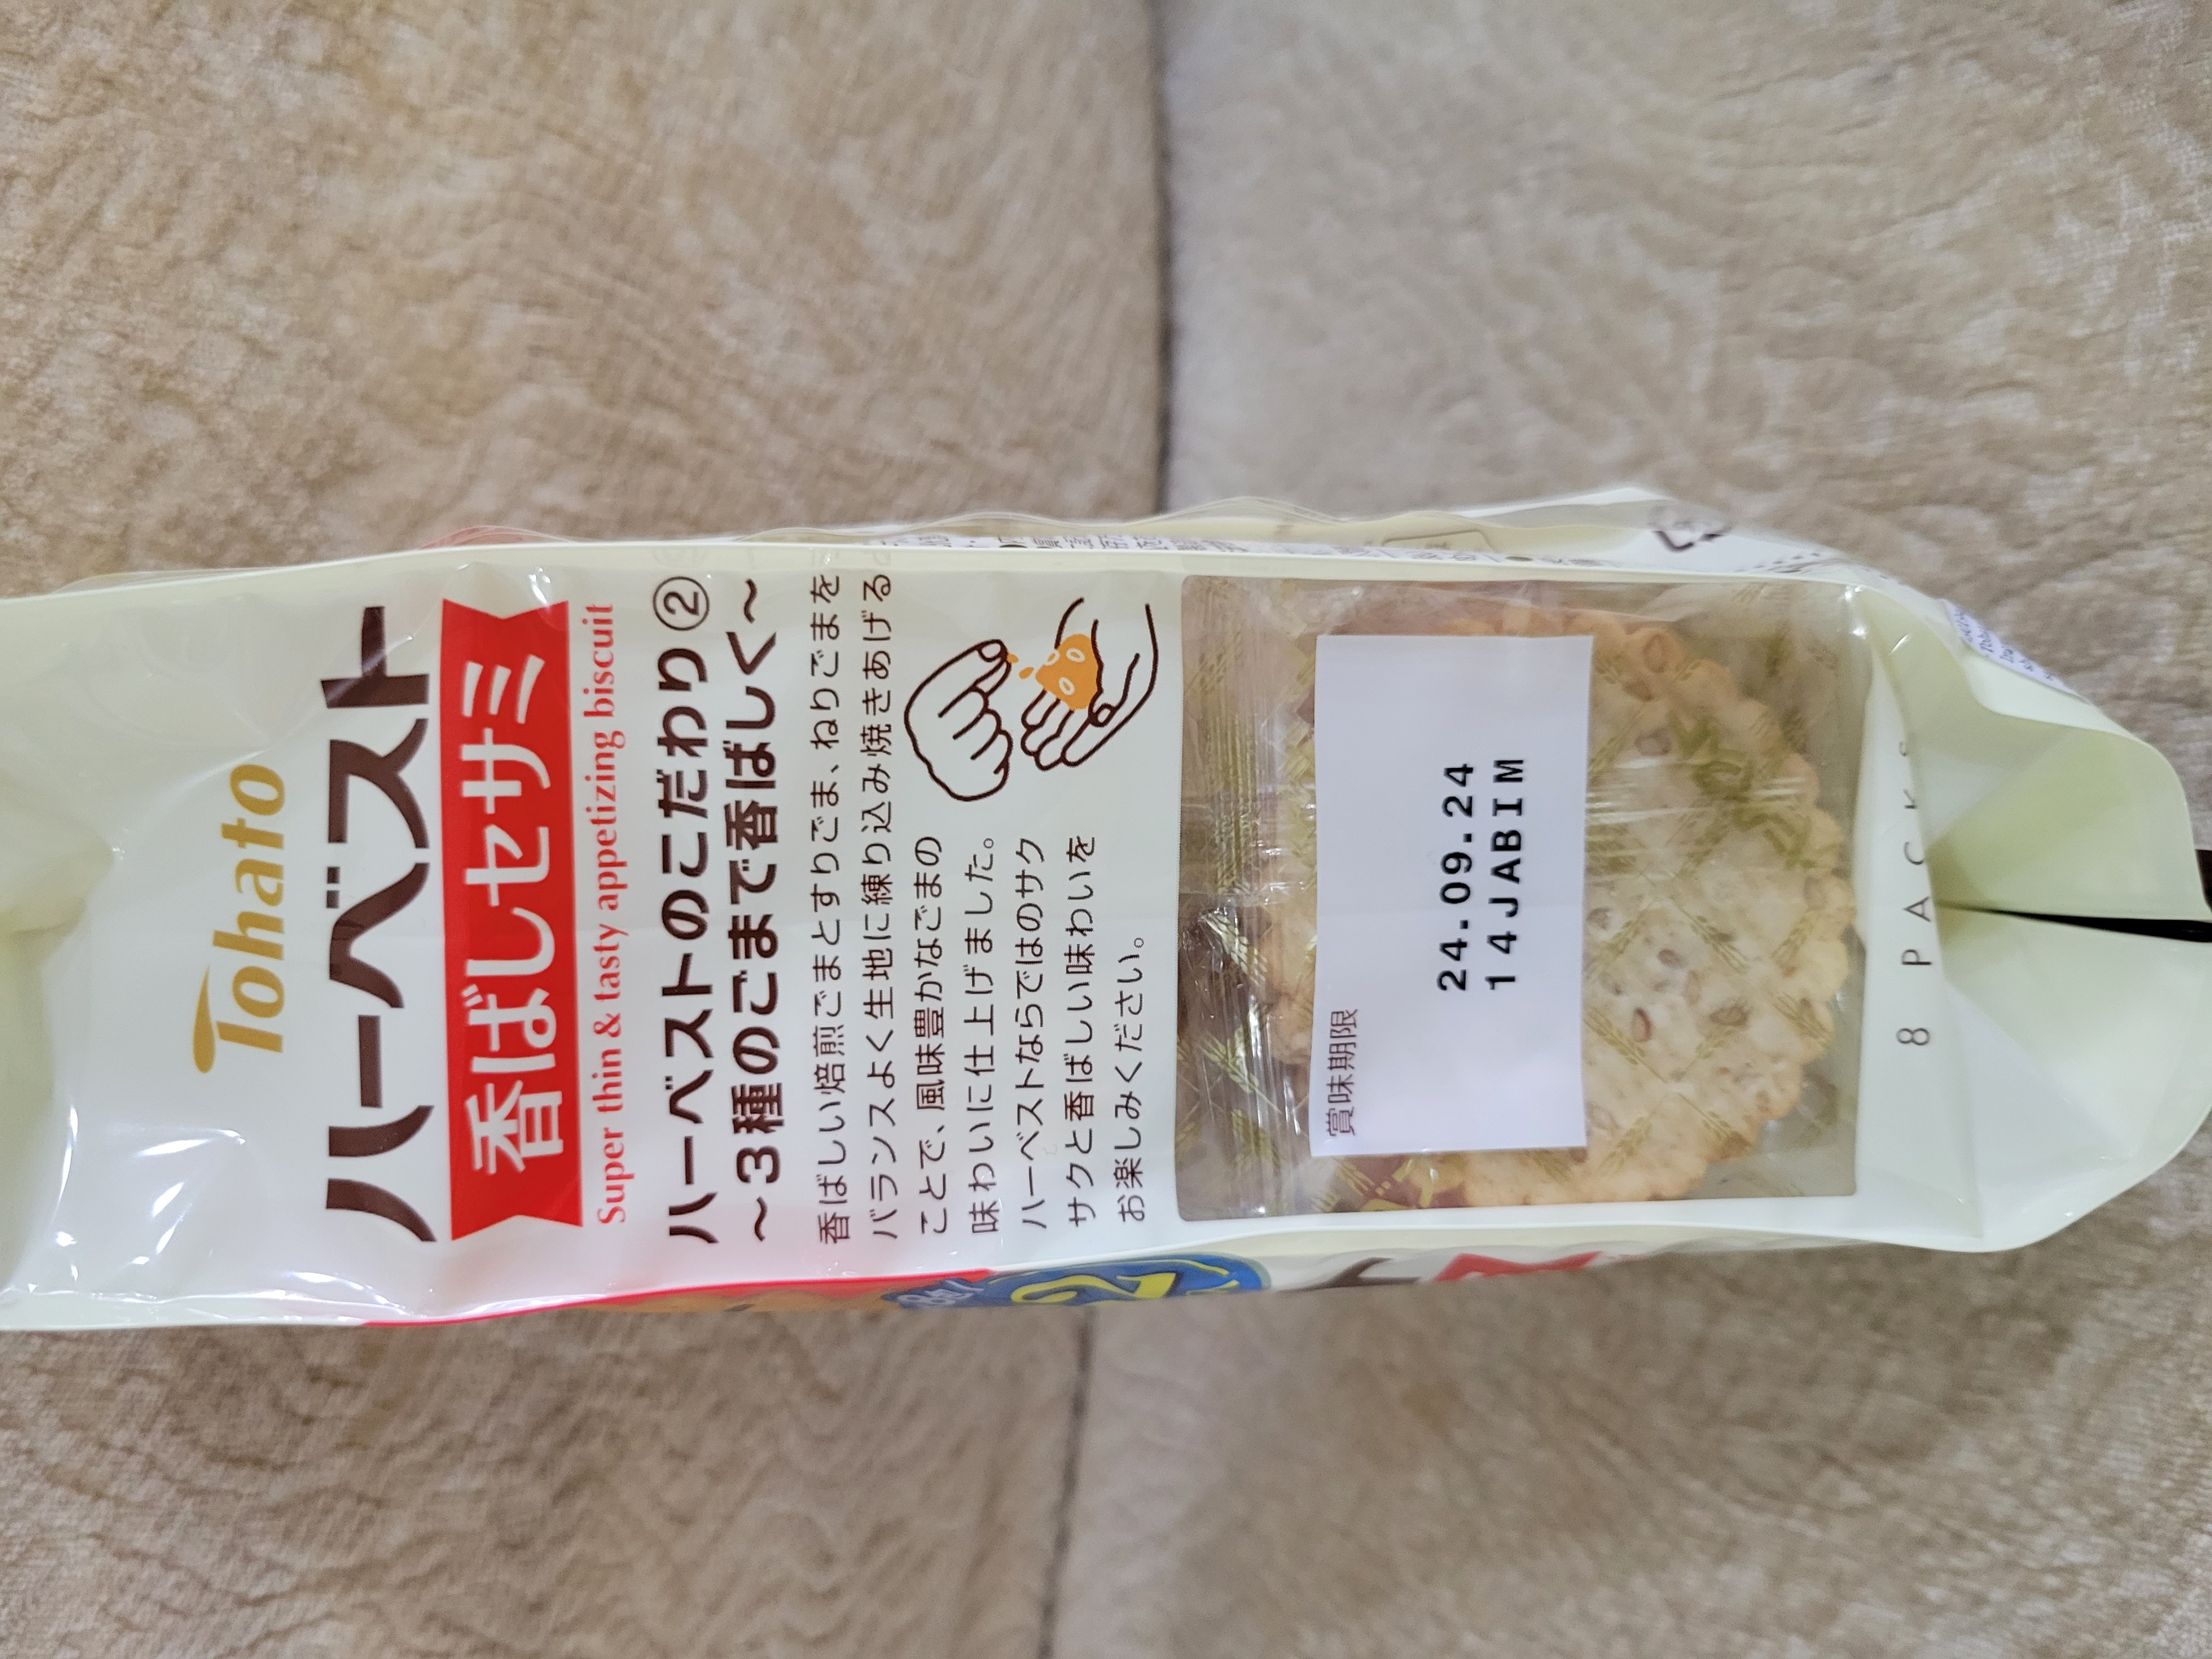 Tohato
ハーベスト
香ばしセサミ
Super thin & tasty appetizing biscuit
ハーベストのこだわり②
～3種のごまで香ばしく～
香ばしい焙煎ごまとすりごま、ねりごまを
バランスよく生地に練り込み焼きあげる
ことで、風味豊かなごまの
味わいに仕上げました。
ハーベストならではのサク
サクと香ばしい味わいを
お楽しみください。
賞味期限
24.09.24
14JABIM
8 PACKS